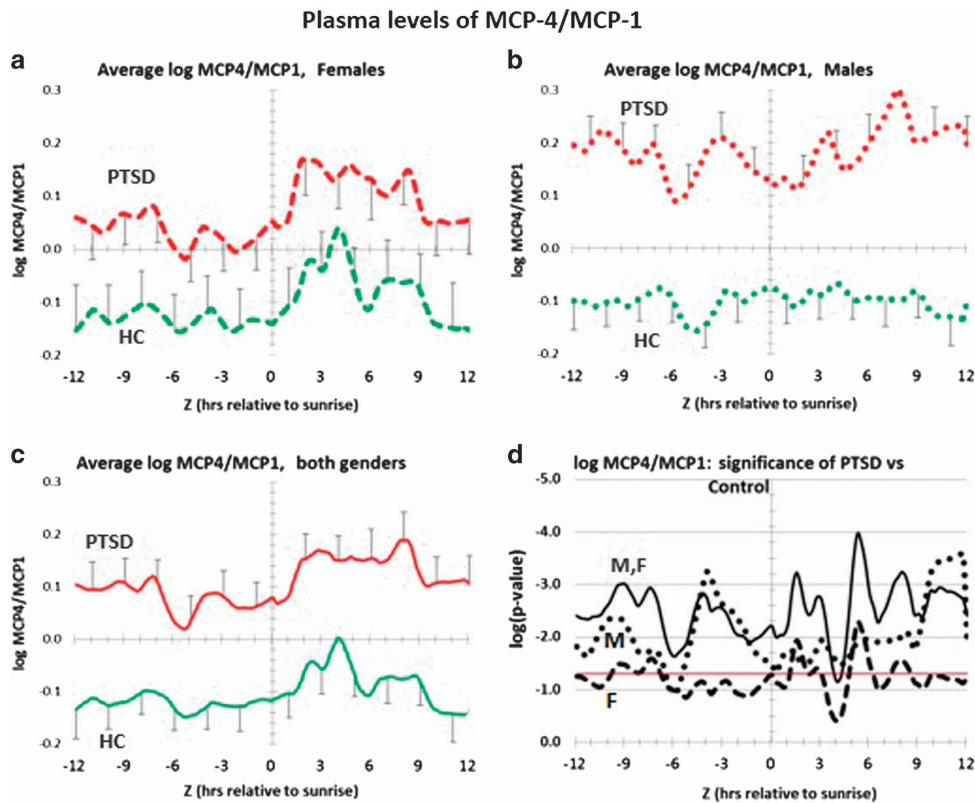 Plasma levels of MCP-4/MCP-1
a
Average log MCP4/MCP1, Females
log MCP4/MCP1
0.3
0.2
0.1
0.0
-0.1
-0.2
PTSD
HC
-12 -9 -6 -3 0 3 6 9 12
Z (hrs relative to sunrise)
b
Average log MCP4/MCP1, Males
log MCP4/MCP1
0.3
0.2
0.1
0.0
-0.1
-0.2
PTSD
HC
-12 -9 -6 -3 0 3 6 9 12
Z (hrs relative to sunrise)
c
Average log MCP4/MCP1, both genders
log MCP4/MCP1
0.3
0.2
0.1
0.0
-0.1
-0.2
PTSD
HC
-12 -9 -6 -3 0 3 6 9 12
Z (hrs relative to sunrise)
d
log MCP4/MCP1: significance of PTSD vs
Control
log(p-value)
-5.0
-4.0
-3.0
-2.0
-1.0
0.0
M,F
M
F
-12 -9 -6 -3 0 3 6 9 12
Z (hrs relative to sunrise)